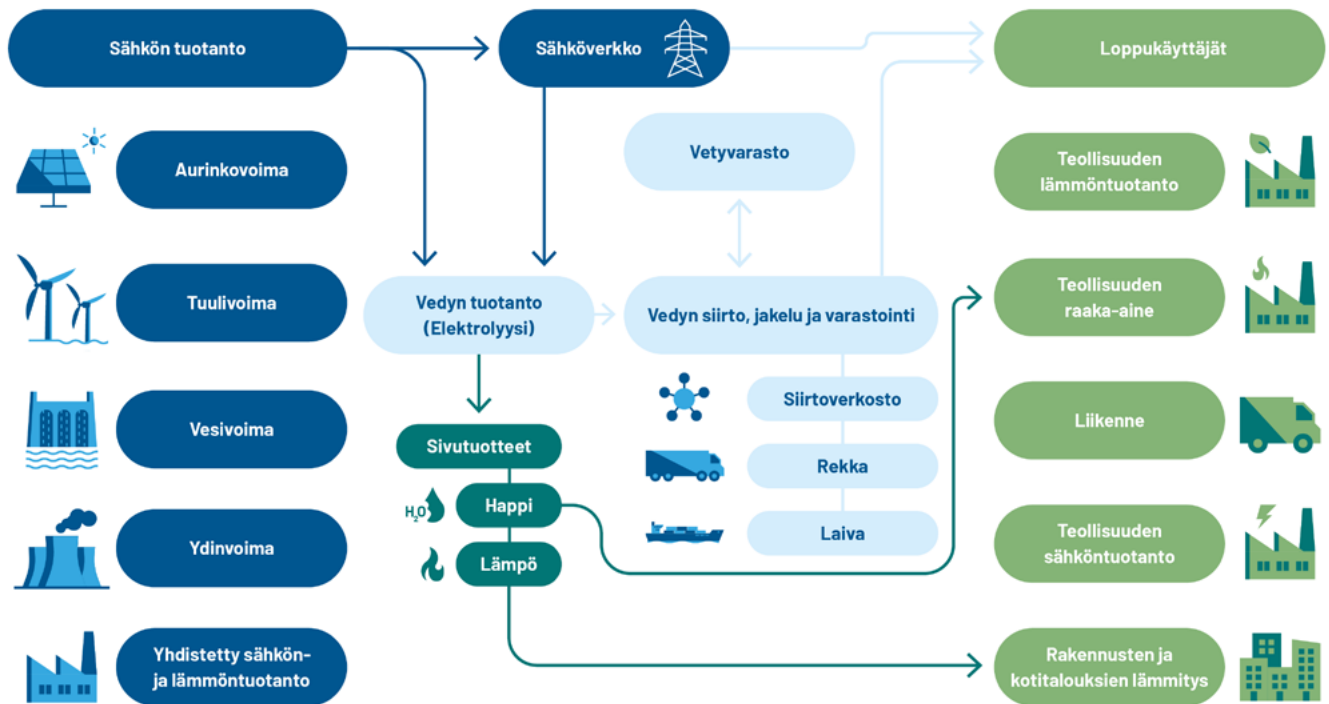 Sähkön tuotanto
Sähköverkko
Loppukäyttäjät
Aurinkovoima
Tuulivoima
Vesivoima
Ydinvoima
Yhdistetty sähkön-
ja lämmöntuotanto
Vetyvarasto
Vedyn tuotanto
(Elektrolyysi)
Vedyn siirto, jakelu ja varastointi
Siirtoverkosto
Rekka
Laiva
Sivutuotteet
H₂O
Happi
Lämpö
Teollisuuden
lämmöntuotanto
Teollisuuden
raaka-aine
Liikenne
Teollisuuden
sähköntuotanto
Rakennusten ja
kotitalouksien lämmitys